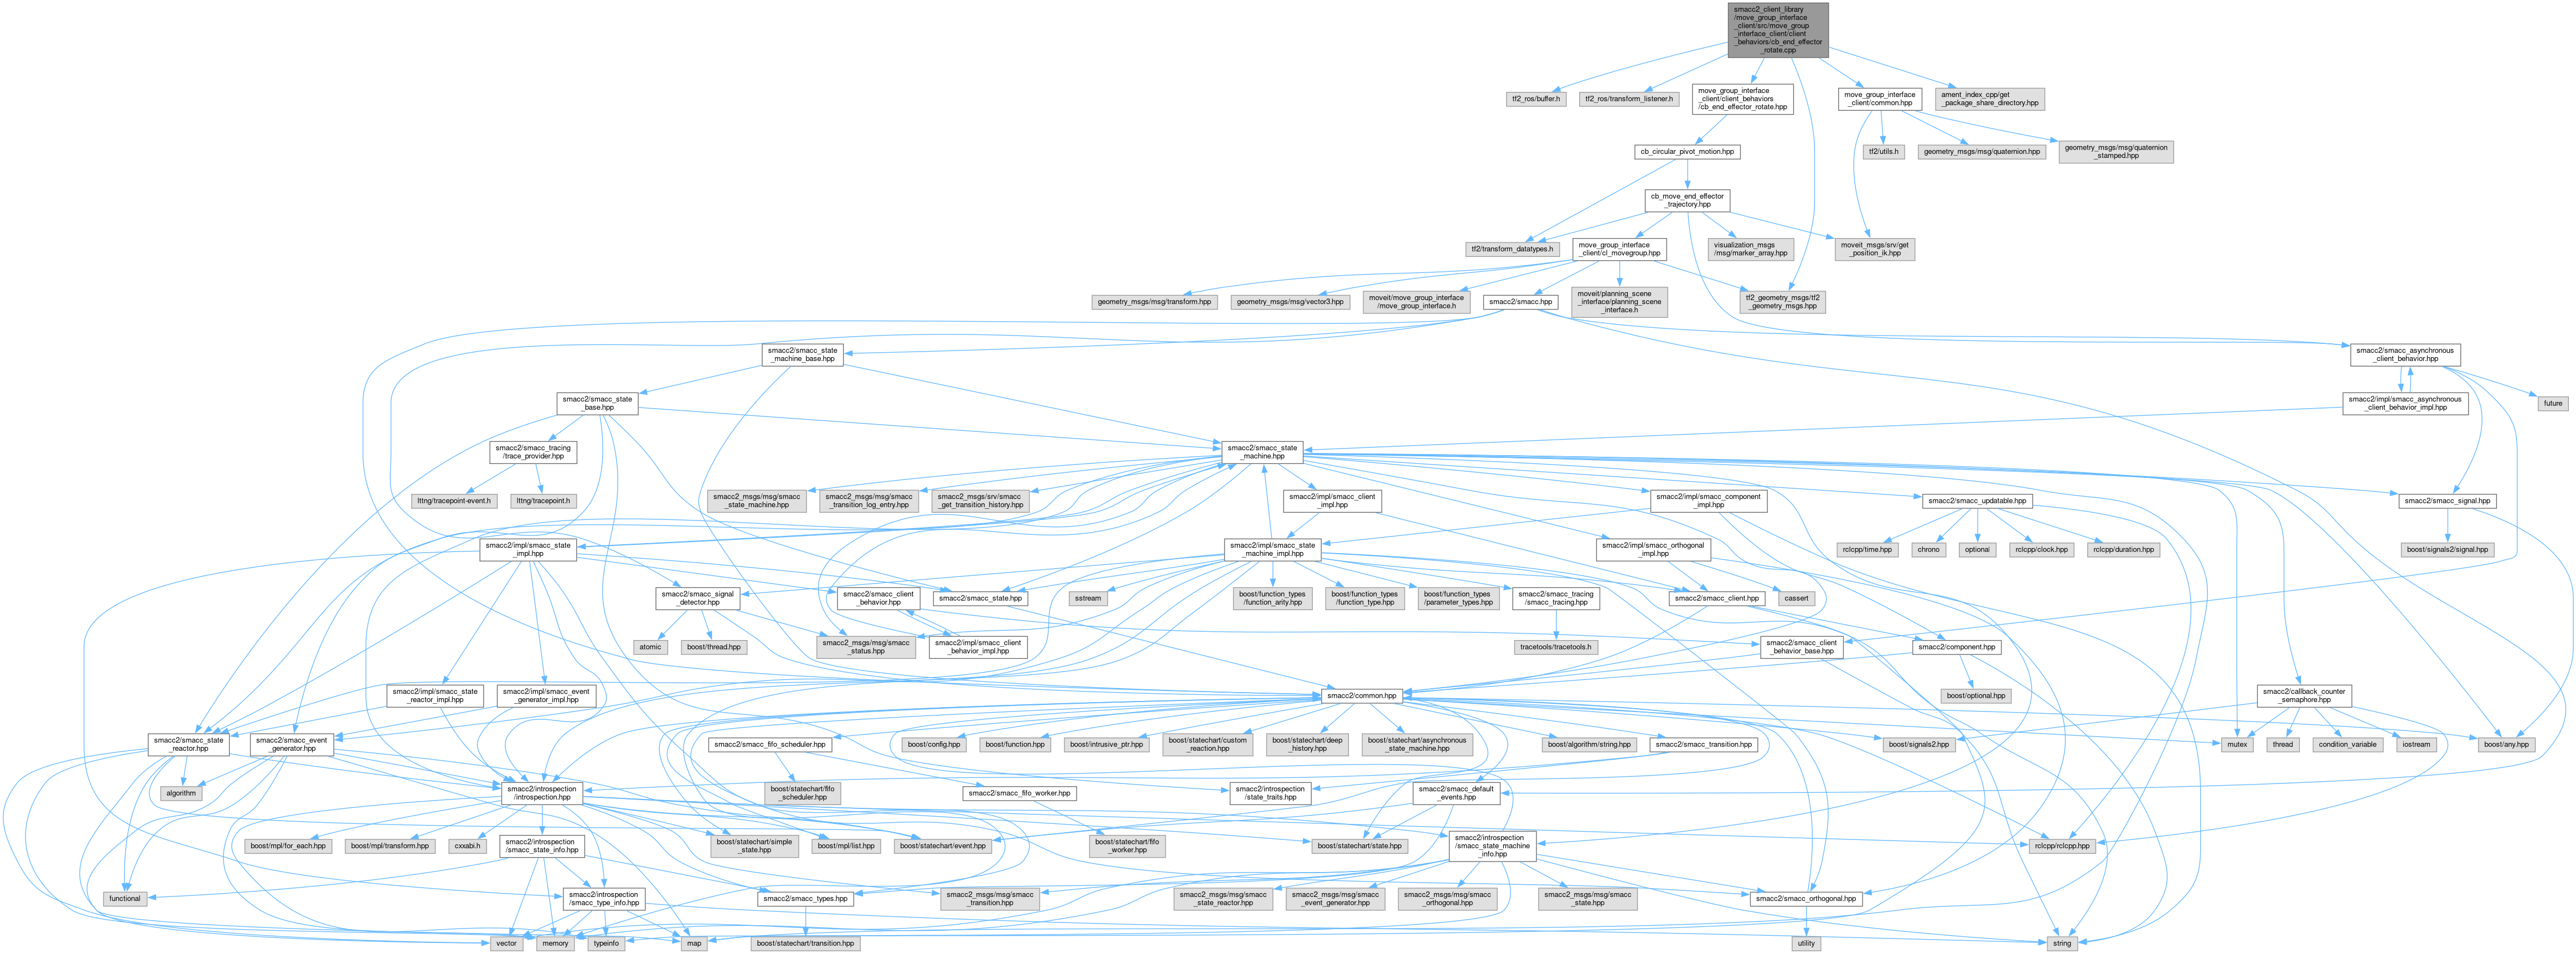 smacc2_client_library
/move_group_interface
_client/src/move_group
_interface_client/client
_behaviors/cb_end_effector
_rotate.cpp
tf2_ros/buffer.h
tf2_ros/transform_listener.h
move_group_interface
_client/client_behaviors
/cb_end_effector_rotate.hpp
move_group_interface
_client/common.hpp
ament_index_cpp/get
_package_share_directory.hpp
cb_circular_pivot_motion.hpp
tf2/utils.h
geometry_msgs/msg/quaternion.hpp
geometry_msgs/msg/quaternion
_stamped.hpp
cb_move_end_effector
_trajectory.hpp
tf2/transform_datatypes.h
move_group_interface
_client/cl_movegroup.hpp
visualization_msgs
/msg/marker_array.hpp
moveit_msgs/srv/get
_position_ik.hpp
geometry_msgs/msg/transform.hpp
geometry_msgs/msg/vector3.hpp
moveit/move_group_interface
/move_group_interface.h
smacc2/smacc.hpp
moveit/planning_scene
_interface/planning_scene
_interface.h
tf2_geometry_msgs/tf2
_geometry_msgs.hpp
smacc2/smacc_state
_machine_base.hpp
smacc2/smacc_asynchronous
_client_behavior.hpp
smacc2/smacc_state
_base.hpp
smacc2/impl/smacc_asynchronous
_client_behavior_impl.hpp
future
smacc2/smacc_tracing
/trace_provider.hpp
smacc2/smacc_state
_machine.hpp
lttng/tracepoint-event.h
lttng/tracepoint.h
smacc2_msgs/msg/smacc
_state_machine.hpp
smacc2_msgs/msg/smacc
_transition_log_entry.hpp
smacc2_msgs/srv/smacc
_get_transition_history.hpp
smacc2/impl/smacc_client
_impl.hpp
smacc2/impl/smacc_component
_impl.hpp
smacc2/smacc_updatable.hpp
smacc2/smacc_signal.hpp
smacc2/impl/smacc_state
_impl.hpp
smacc2/impl/smacc_state
_machine_impl.hpp
smacc2/impl/smacc_orthogonal
_impl.hpp
rclcpp/time.hpp
chrono
optional
rclcpp/clock.hpp
rclcpp/duration.hpp
boost/signals2/signal.hpp
smacc2/smacc_signal
_detector.hpp
smacc2/smacc_client
_behavior.hpp
smacc2/smacc_state.hpp
sstream
boost/function_types
/function_arity.hpp
boost/function_types
/function_type.hpp
boost/function_types
/parameter_types.hpp
smacc2/smacc_tracing
/smacc_tracing.hpp
smacc2/smacc_client.hpp
cassert
atomic
boost/thread.hpp
smacc2_msgs/msg/smacc
_status.hpp
smacc2/impl/smacc_client
_behavior_impl.hpp
tracetools/tracetools.h
smacc2/smacc_client
_behavior_base.hpp
smacc2/component.hpp
smacc2/impl/smacc_state
_reactor_impl.hpp
smacc2/impl/smacc_event
_generator_impl.hpp
smacc2/common.hpp
boost/optional.hpp
smacc2/callback_counter
_semaphore.hpp
smacc2/smacc_state
_reactor.hpp
smacc2/smacc_event
_generator.hpp
smacc2/smacc_fifo_scheduler.hpp
boost/config.hpp
boost/function.hpp
boost/intrusive_ptr.hpp
boost/statechart/custom
_reaction.hpp
boost/statechart/deep
_history.hpp
boost/statechart/asynchronous
_state_machine.hpp
boost/algorithm/string.hpp
smacc2/smacc_transition.hpp
boost/signals2.hpp
mutex
thread
condition_variable
iostream
boost/any.hpp
algorithm
smacc2/introspection
/introspection.hpp
boost/statechart/fifo
_scheduler.hpp
smacc2/smacc_fifo_worker.hpp
smacc2/introspection
/state_traits.hpp
smacc2/smacc_default
_events.hpp
boost/mpl/for_each.hpp
boost/mpl/transform.hpp
cxxabi.h
smacc2/introspection
/smacc_state_info.hpp
boost/statechart/simple
_state.hpp
boost/mpl/list.hpp
boost/statechart/event.hpp
boost/statechart/fifo
_worker.hpp
boost/statechart/state.hpp
smacc2/introspection
/smacc_state_machine
_info.hpp
rclcpp/rclcpp.hpp
functional
smacc2/introspection
/smacc_type_info.hpp
smacc2/smacc_types.hpp
smacc2_msgs/msg/smacc
_transition.hpp
smacc2_msgs/msg/smacc
_state_reactor.hpp
smacc2_msgs/msg/smacc
_event_generator.hpp
smacc2_msgs/msg/smacc
_orthogonal.hpp
smacc2_msgs/msg/smacc
_state.hpp
smacc2/smacc_orthogonal.hpp
vector
memory
typeinfo
map
boost/statechart/transition.hpp
utility
string